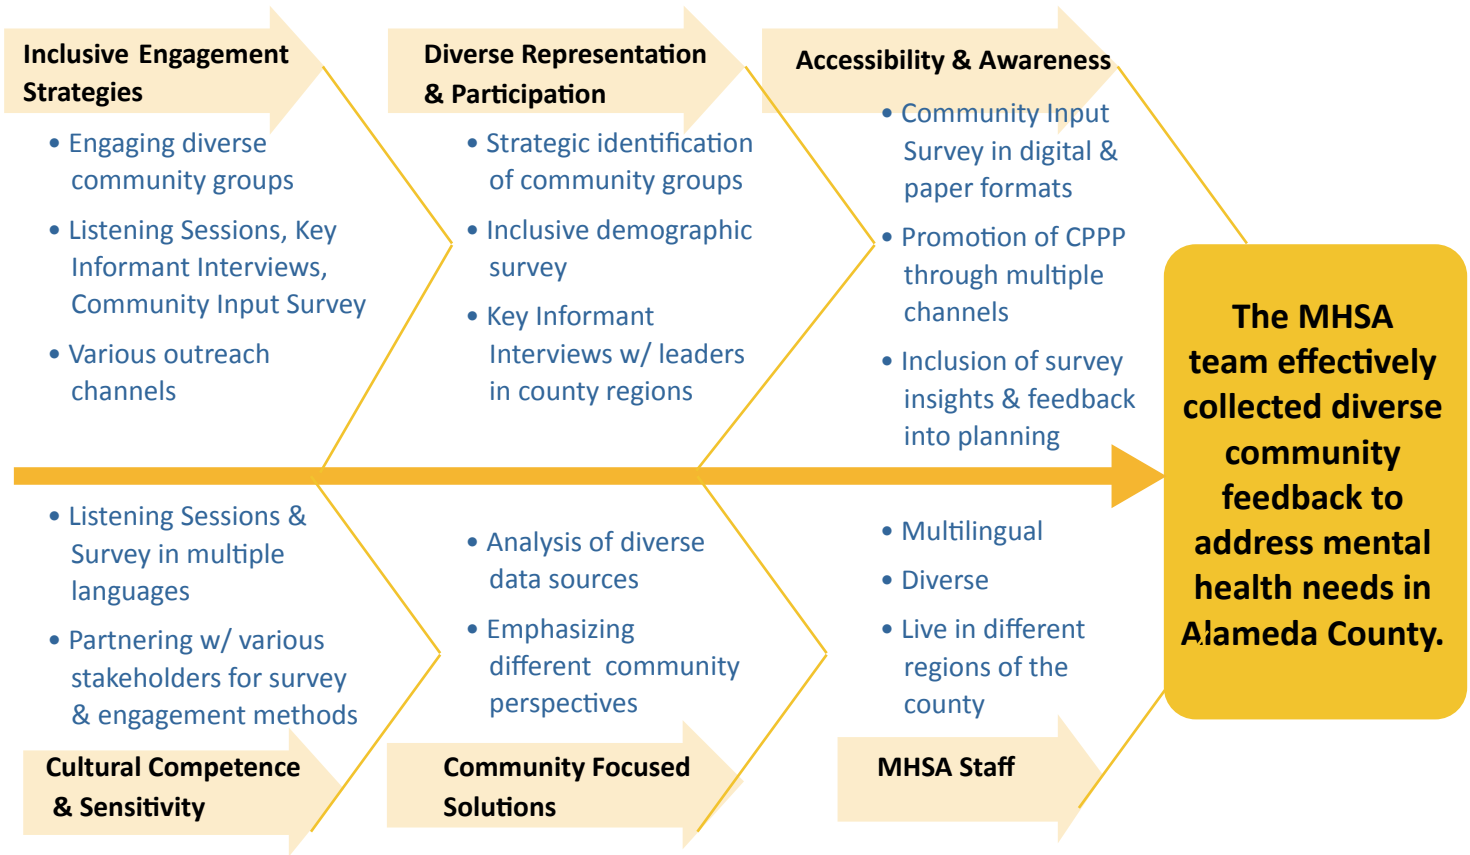 Inclusive Engagement
Strategies
• Engaging diverse
community groups
• Listening Sessions, Key
Informant Interviews,
Community Input Survey
• Various outreach
channels
Diverse Representation
& Participation
• Strategic identification
of community groups
• Inclusive demographic
survey
• Key Informant
Interviews w/ leaders
in county regions
Accessibility & Awareness
• Community Input
Survey in digital &
paper formats
• Promotion of CPPP
through multiple
channels
• Inclusion of survey
insights & feedback
into planning
• Listening Sessions &
Survey in multiple
languages
• Partnering w/ various
stakeholders for survey
& engagement methods
Cultural Competence
& Sensitivity
• Analysis of diverse
data sources
• Emphasizing
different community
perspectives
Community Focused
Solutions
• Multilingual
• Diverse
• Live in different
regions of the
county
MHSA Staff
The MHSA
team effectively
collected diverse
community
feedback to
address mental
health needs in
Alameda County.